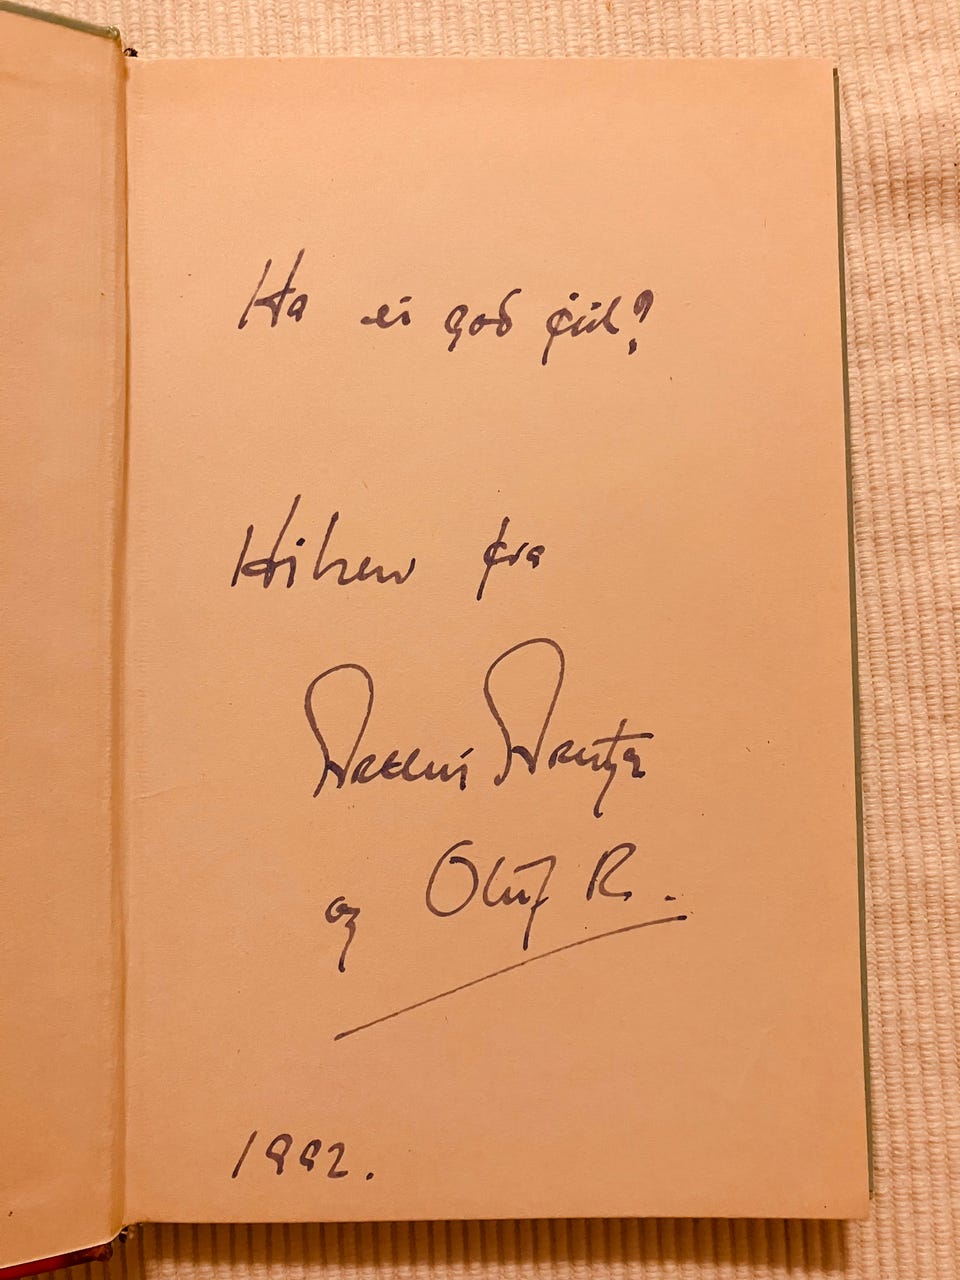 Ha ei god jul?
Hilsen fra
og Oluf R.
1992.